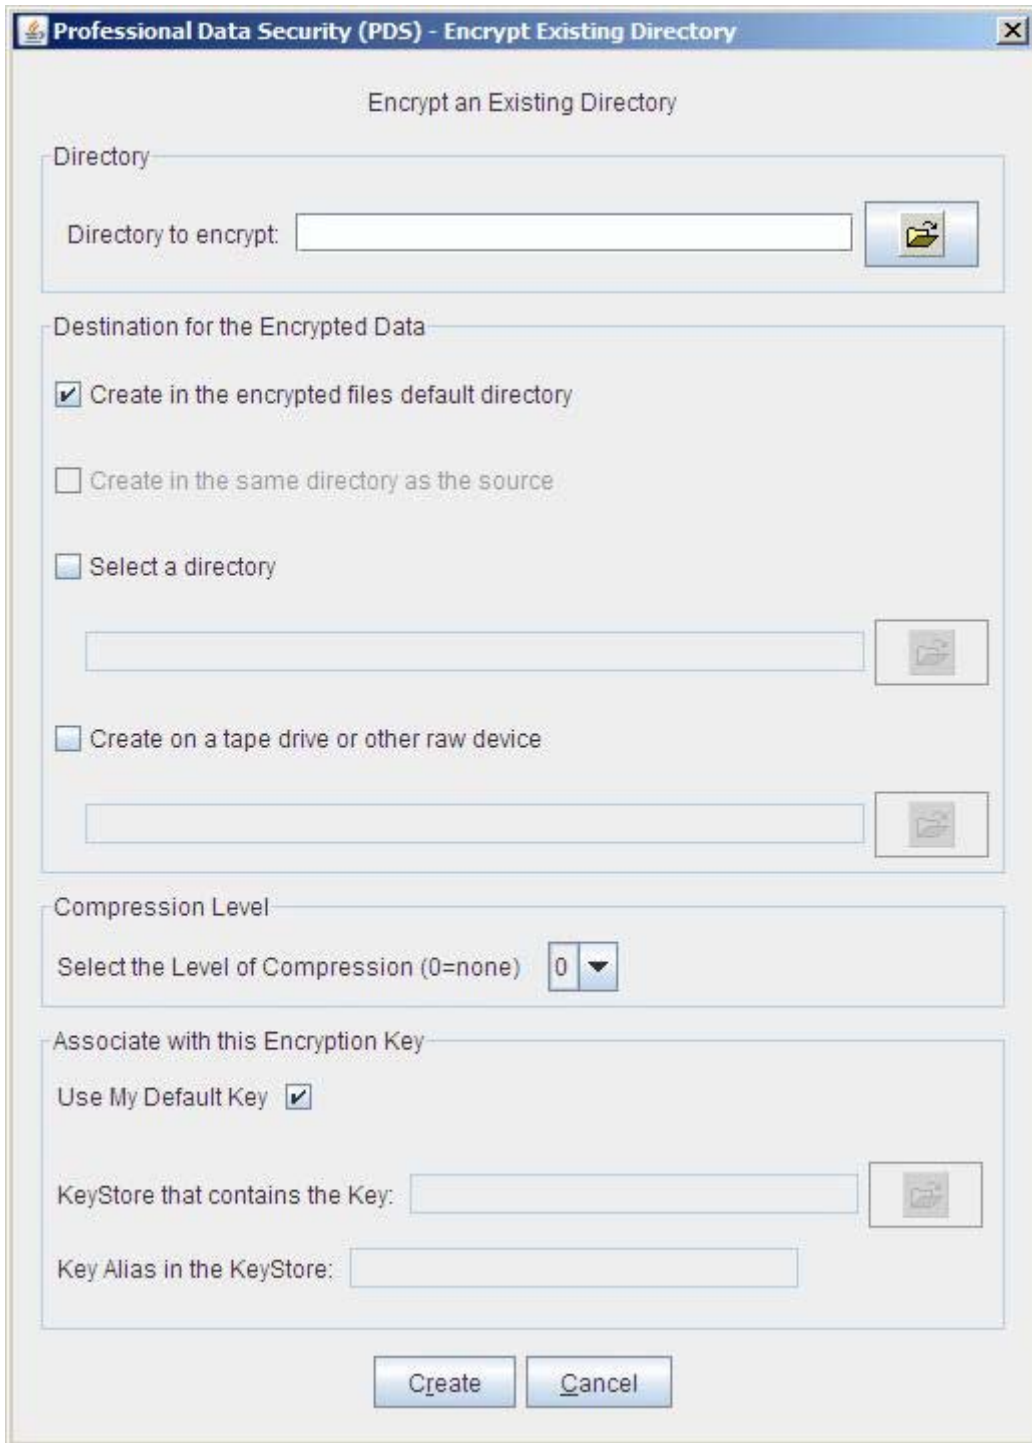 Professional Data Security (PDS) - Encrypt Existing Directory
Encrypt an Existing Directory
Directory
Directory to encrypt:
Destination for the Encrypted Data
Create in the encrypted files default directory
Create in the same directory as the source
Select a directory
Create on a tape drive or other raw device
Compression Level
Select the Level of Compression (0=none) 0
Associate with this Encryption Key
Use My Default Key
KeyStore that contains the Key:
Key Alias in the KeyStore:
Create Cancel